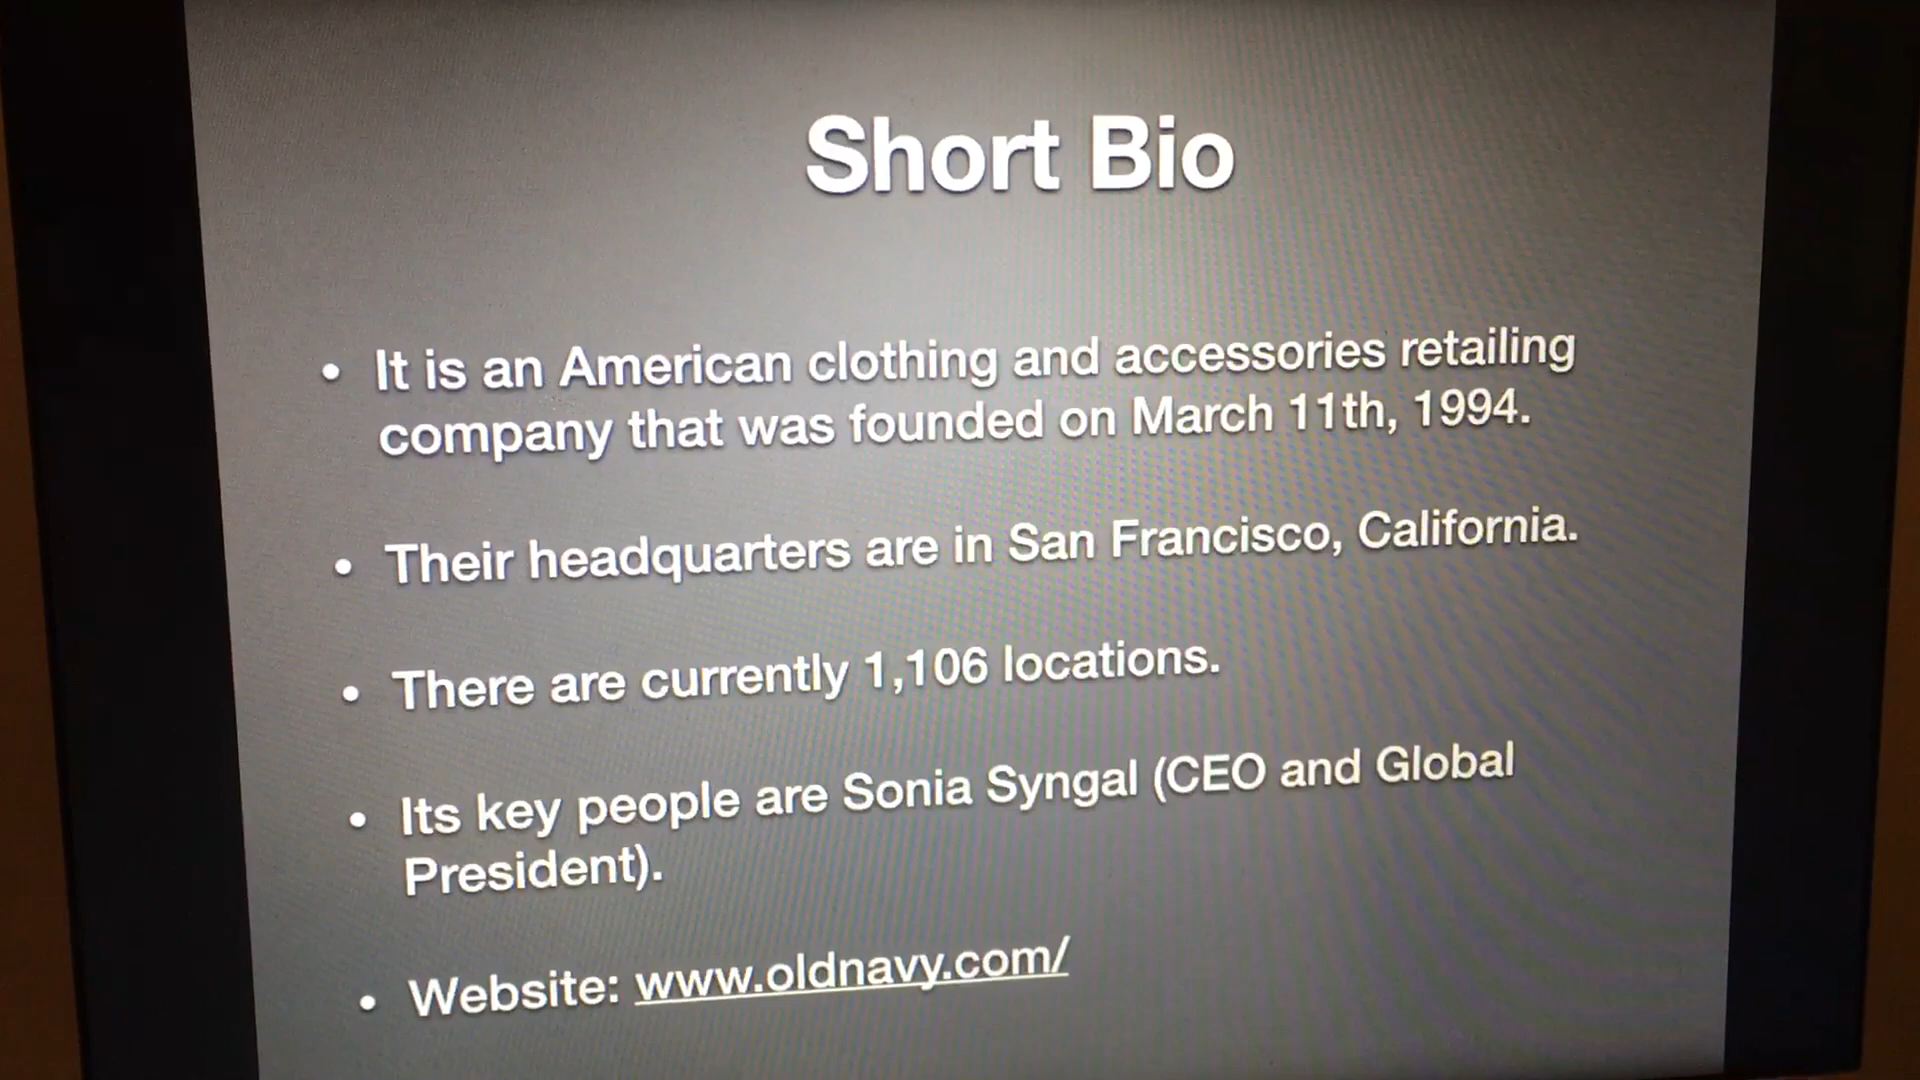 Short Bio
• It is an American clothing and accessories retailing
company that was founded on March 11th, 1994.
• Their headquarters are in San Francisco, California.
• There are currently 1,106 locations.
• Its key people are Sonia Syngal (CEO and Global
President).
• Website: www.oldnavy.com/